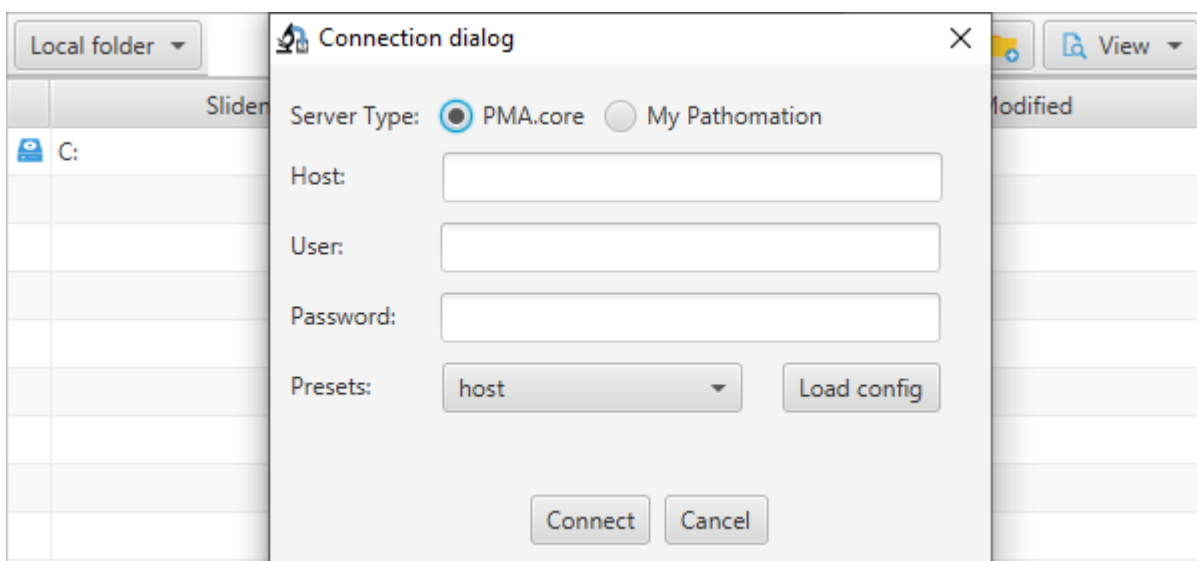 Local folder
Connection dialog
View
Sliden
Modified
C:
Server Type: PMA.core My Pathomation
Host:
User:
Password:
Presets: host Load config
Connect Cancel